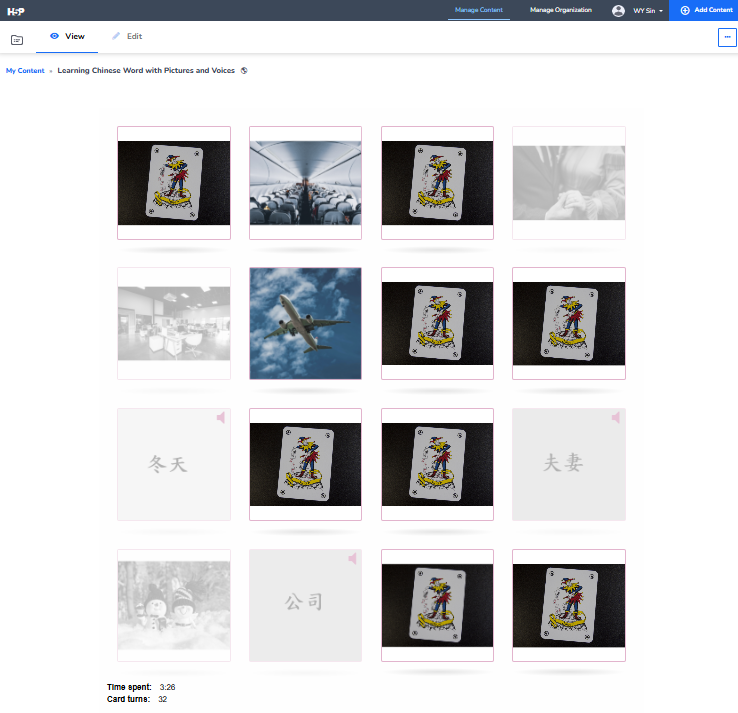 H5P
Manage Content
Manage Organization
WY Sin
Add Content
View
Edit
My Content
Learning Chinese Word with Pictures and Voices
冬天
夫妻
公司
Time spent: 3:26
Card turns: 32